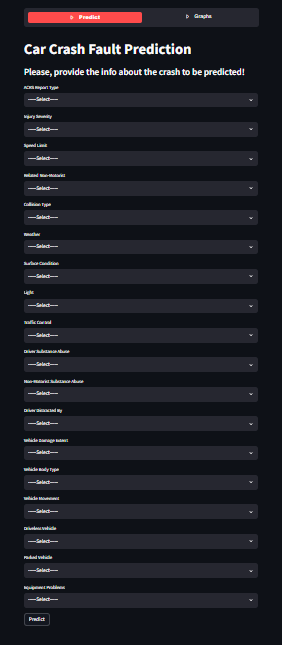 Predict
Graphs
Car Crash Fault Prediction
Please, provide the info about the crash to be predicted!
ACRS Report Type
-----Select-----
Injury Severity
-----Select-----
Speed Limit
-----Select-----
Related Non-Motorist
-----Select-----
Collision Type
-----Select-----
Weather
-----Select-----
Surface Condition
-----Select-----
Light
-----Select-----
Traffic Control
-----Select-----
Driver Substance Abuse
-----Select-----
Non-Motorist Substance Abuse
-----Select-----
Driver Distracted By
-----Select-----
Vehicle Damage Extent
-----Select-----
Vehicle Body Type
-----Select-----
Vehicle Movement
-----Select-----
Driverless Vehicle
-----Select-----
Parked Vehicle
-----Select-----
Equipment Problems
-----Select-----
Predict